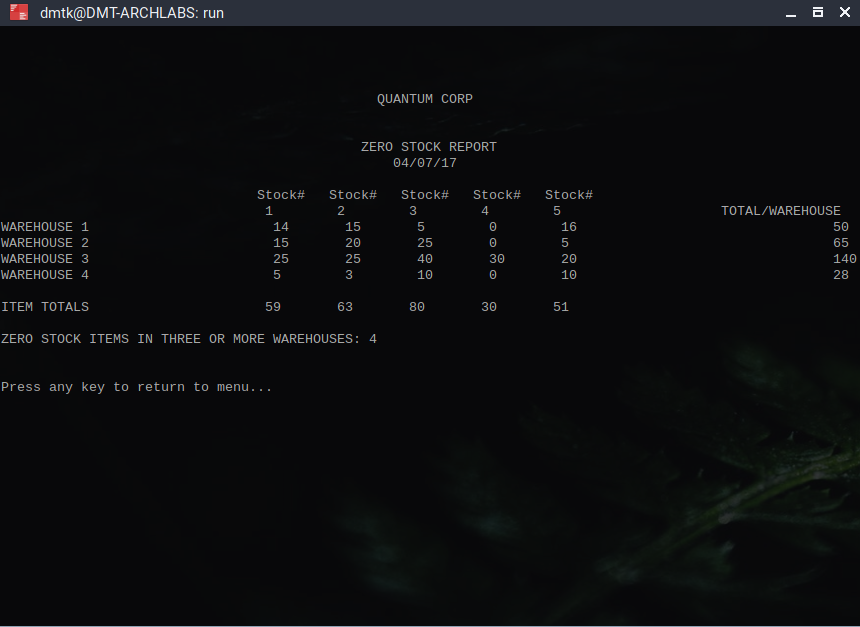 dmtk@DMT-ARCHLABS: run
QUANTUM CORP
ZERO STOCK REPORT
04/07/17
Stock# Stock# Stock# Stock# Stock#
1 2 3 4 5 TOTAL/WAREHOUSE
WAREHOUSE 1 14 15 5 0 16 50
WAREHOUSE 2 15 20 25 0 5 65
WAREHOUSE 3 25 25 40 30 20 140
WAREHOUSE 4 5 3 10 0 10 28
ITEM TOTALS 59 63 80 30 51
ZERO STOCK ITEMS IN THREE OR MORE WAREHOUSES: 4
Press any key to return to menu...